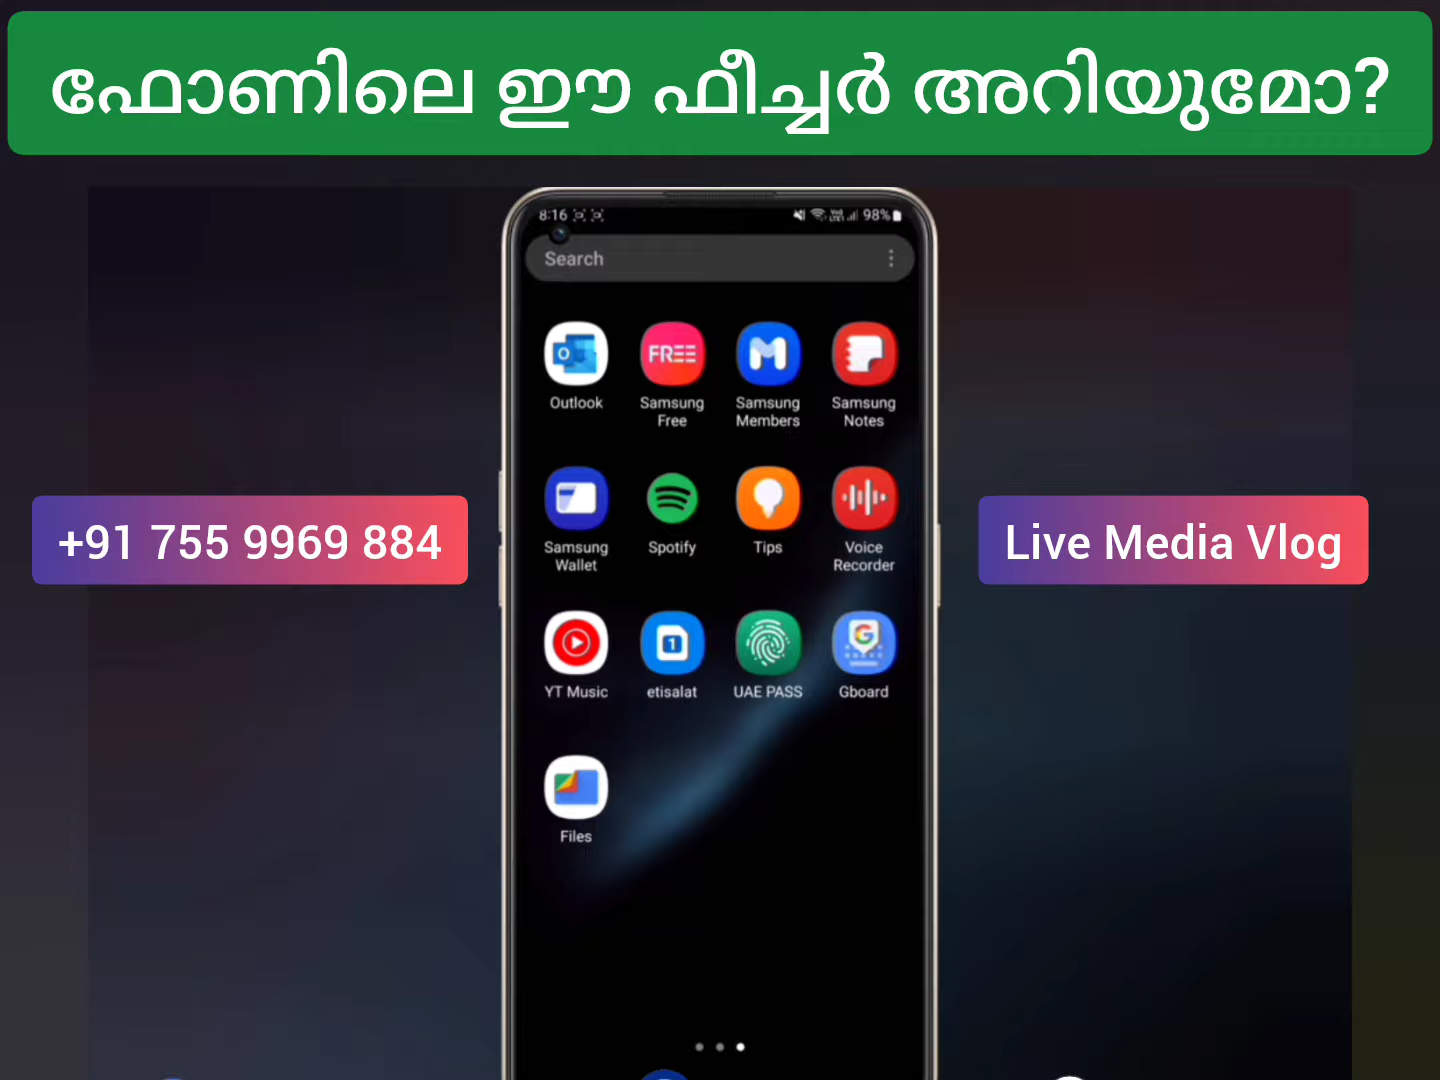 ഫോണിലെ ഈ ഫീച്ചർ അറിയുമോ?
8:16
98%
Search
Outlook
FREE
Samsung Free
Samsung Members
Samsung Notes
+91 755 9969 884
Live Media Vlog
Samsung Wallet
Spotify
Tips
Voice Recorder
YT Music
etisalat
UAE PASS
Gboard
Files